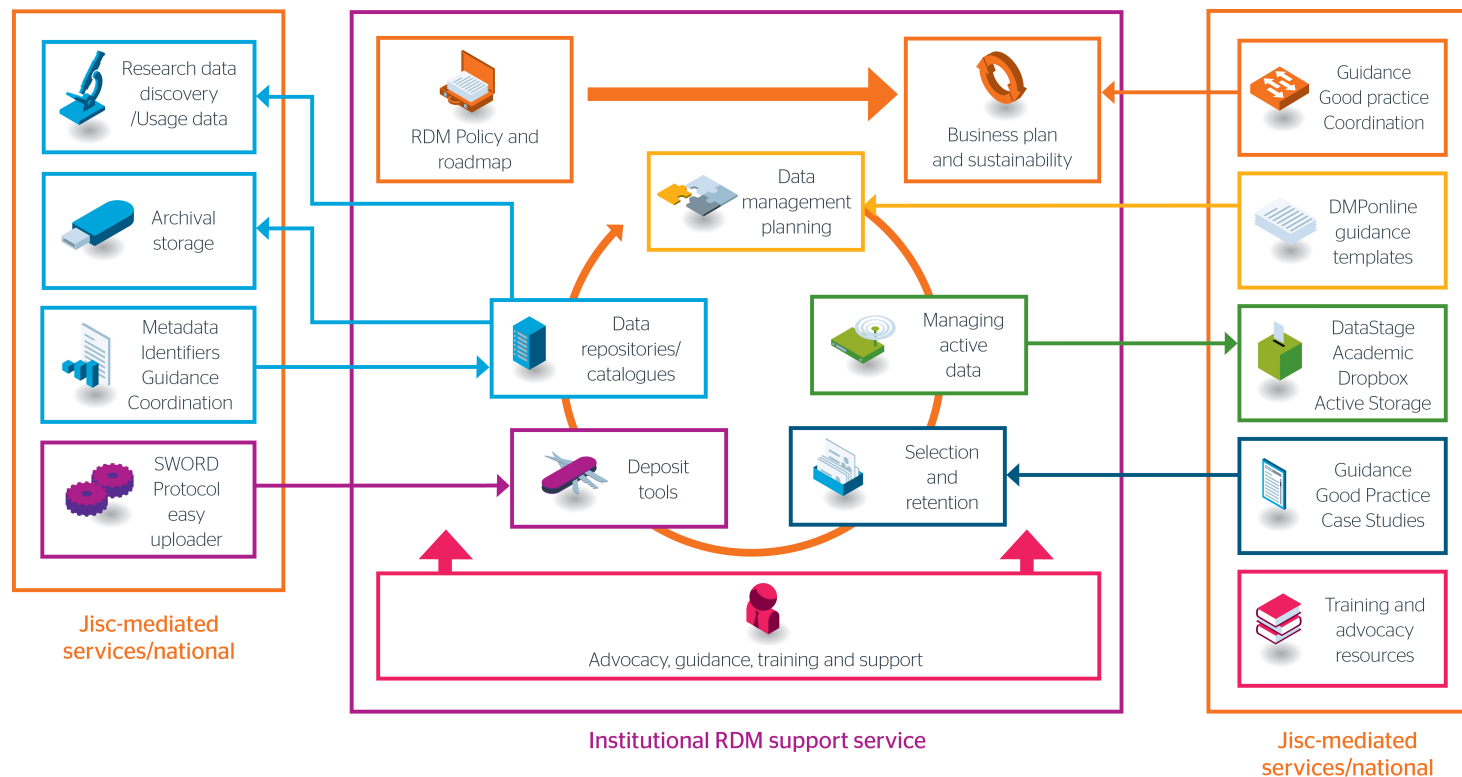 Research data
discovery
/Usage data
Archival
storage
Metadata
Identifiers
Guidance
Coordination
SWORD
Protocol
easy
uploader
Jisc-mediated
services/national
RDM Policy and
roadmap
Business plan
and sustainability
Data
management
planning
Data
repositories/
catalogues
Managing
active
data
Deposit
tools
Selection
and
retention
Advocacy, guidance, training and support
Institutional RDM support service
Guidance
Good practice
Coordination
DMPonline
guidance
templates
DataStage
Academic
Dropbox
Active Storage
Guidance
Good Practice
Case Studies
Training and
advocacy
resources
Jisc-mediated
services/national